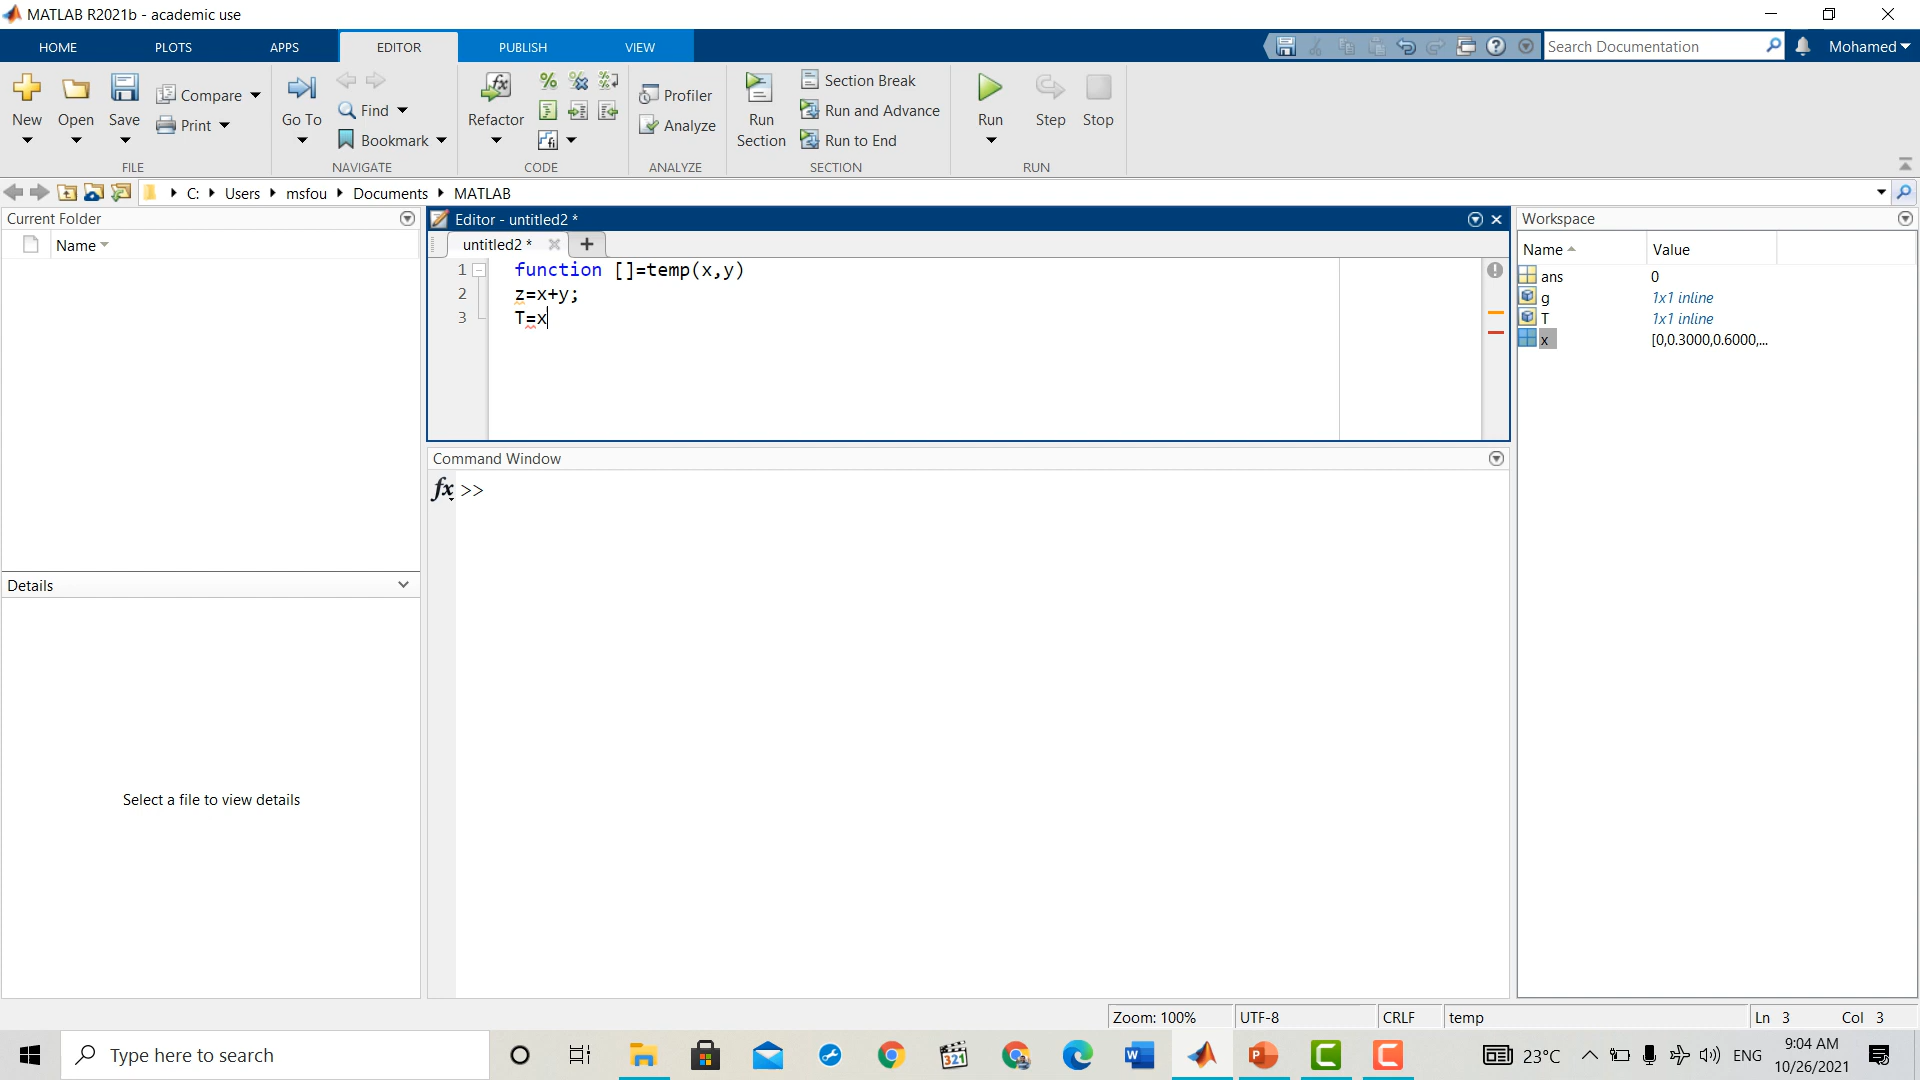 MATLAB R2021b - academic use
HOME PLOTS APPS EDITOR PUBLISH VIEW
Search Documentation
Mohamed
New Open Save Compare Print
FILE
Go To Find Bookmark
NAVIGATE
Refactor
CODE
Profiler
Analyze
ANALYZE
Run Section
Section Break
Run and Advance
Run to End
SECTION
Run Step Stop
RUN
C: Users msfou Documents MATLAB
Current Folder
Name
Details
Select a file to view details
Editor - untitled2 *
untitled2 *
1 function []=temp(x,y)
2 z=x+y;
3 T=x
Command Window
fx >>
Workspace
Name Value
ans 0
g 1x1 inline
T 1x1 inline
x [0,0.3000,0.6000,...
Zoom: 100% UTF-8 CRLF temp Ln 3 Col 3
Type here to search
321
23°C
ENG
9:04 AM
10/26/2021